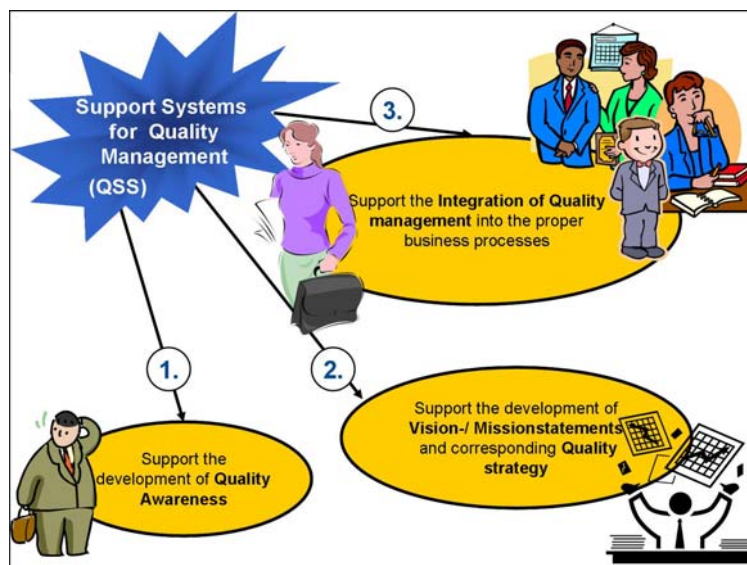 Support Systems
for Quality
Management
(QSS)
3.
Support the Integration of Quality
management into the proper
business processes
1.
2.
Support the
development of Quality
Awareness
Support the development of
Vision-/ Missionstatements
and corresponding Quality
strategy